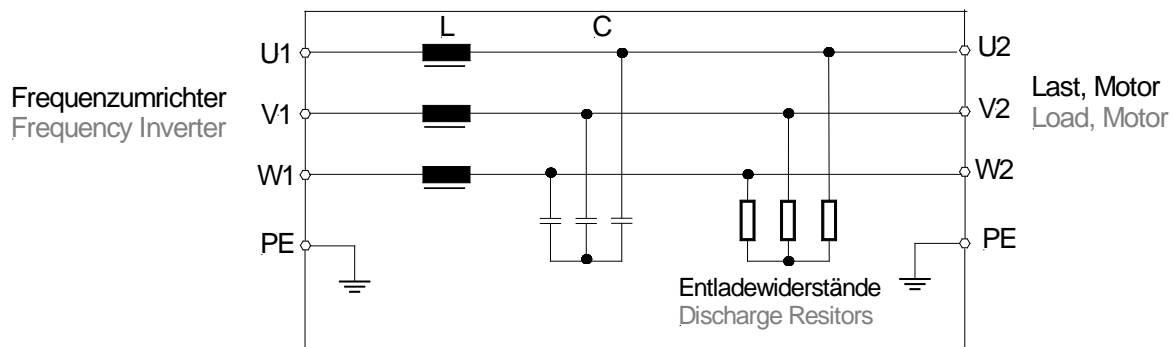 L
C
U1
U2
Frequenzumrichter
Frequency Inverter
V1
V2
Last, Motor
Load, Motor
W1
W2
PE
PE
Entladewiderstände
Discharge Resitors